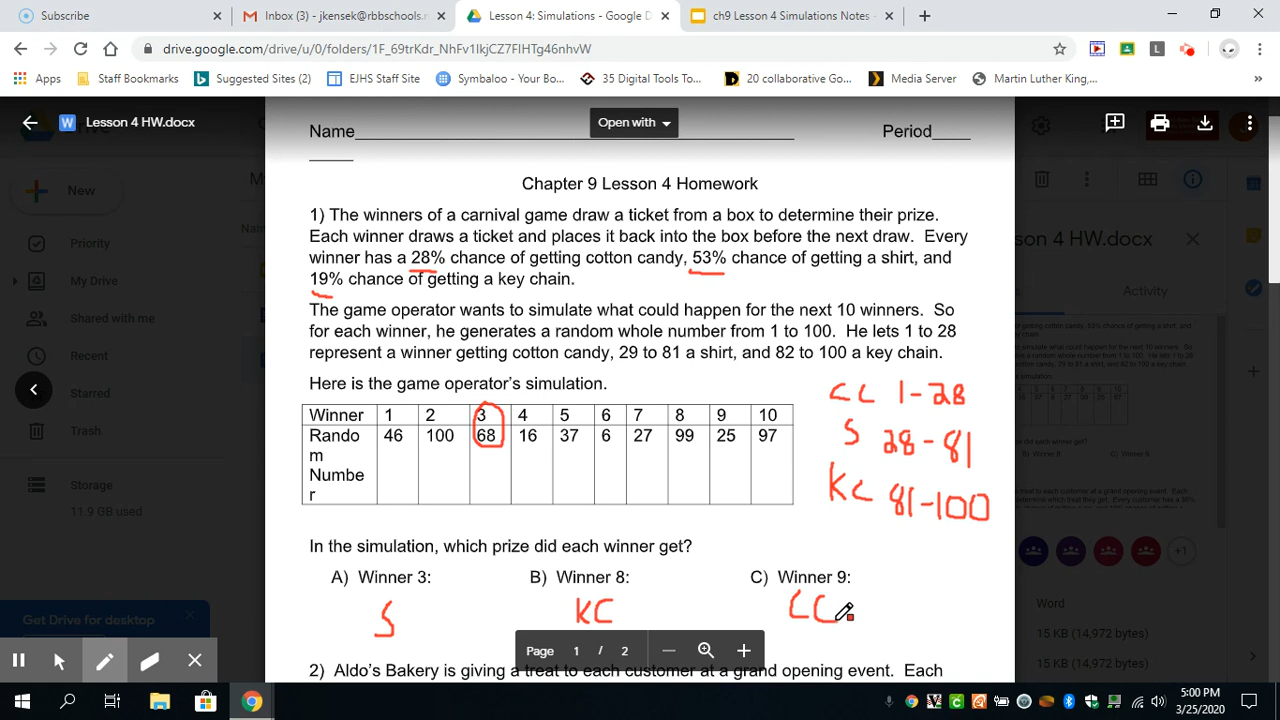 Subscribe
Inbox (3) - jkensek@rbbschools.r
Lesson 4: Simulations - Google D
ch9 Lesson 4 Simulations Notes -
drive.google.com/drive/u/0/folders/1F_69trKdr_NhFv1IkjCZ7FIHTg46nhvW
Apps
Staff Bookmarks
Suggested Sites (2)
EJHS Staff Site
Symbaloo - Your Bo...
35 Digital Tools To...
20 collaborative Go...
Media Server
Martin Luther King,...
Lesson 4 HW.docx
Open with
New
Priority
My Drives
Shared with me
Recent
Starred
Trash
Storage
11.9 GB used
Get Drive for Desktop
Name
Period
Chapter 9 Lesson 4 Homework
1) The winners of a carnival game draw a ticket from a box to determine their prize.
Each winner draws a ticket and places it back into the box before the next draw. Every
winner has a 28% chance of getting cotton candy, 53% chance of getting a shirt, and
19% chance of getting a key chain.
The game operator wants to simulate what could happen for the next 10 winners. So
for each winner, he generates a random whole number from 1 to 100. He lets 1 to 28
represent a winner getting cotton candy, 29 to 81 a shirt, and 82 to 100 a key chain.
Here is the game operator's simulation.
Winner 1 2 3 4 5 6 7 8 9 10
Rando 46 100 68 16 37 6 27 99 25 97
m
Numbe
r
CC 1-28
S 28-81
KC 81-100
In the simulation, which prize did each winner get?
A) Winner 3:
B) Winner 8:
C) Winner 9:
S
KC
CC
Page 1 / 2
2) Aldo's Bakery is giving a treat to each customer at a grand opening event. Each
Activity
+1
Word
15 KB (14,972 bytes)
15 KB (14,972 bytes)
5:00 PM
3/25/2020